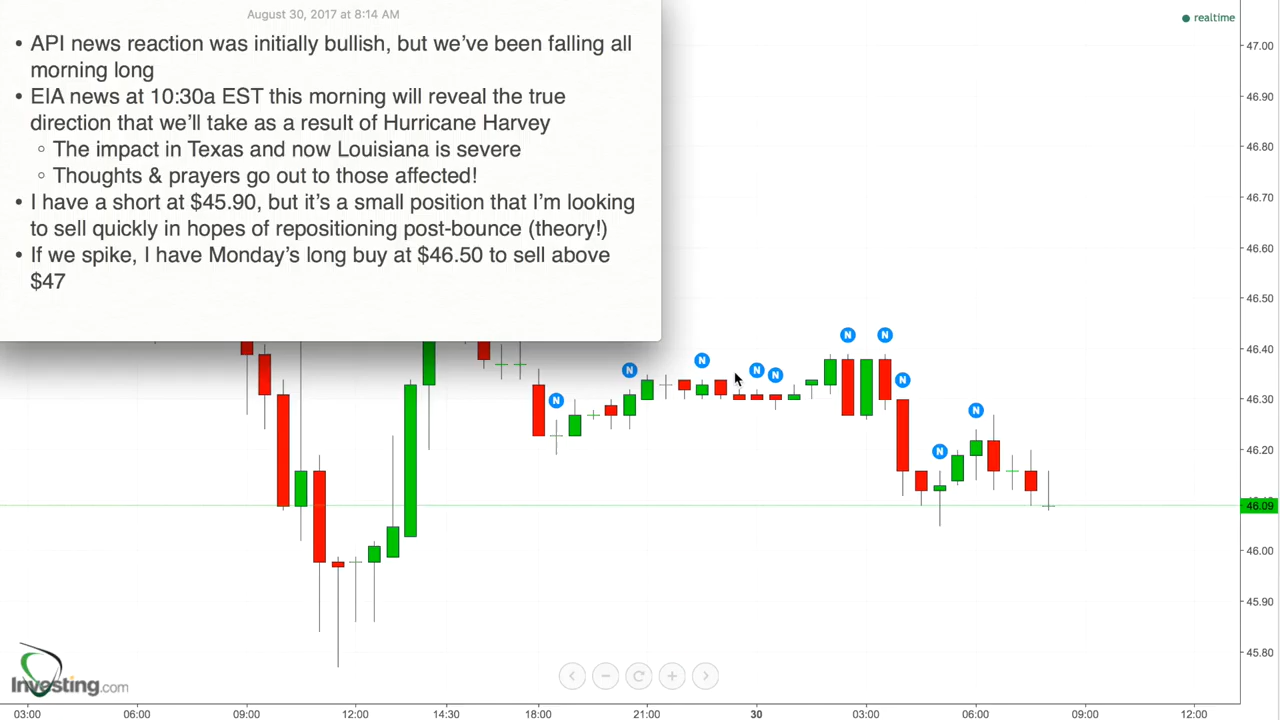 August 30, 2017 at 8:14 AM
• API news reaction was initially bullish, but we've been falling all
morning long
• EIA news at 10:30a EST this morning will reveal the true
direction that we'll take as a result of Hurricane Harvey
◦ The impact in Texas and now Louisiana is severe
◦ Thoughts & prayers go out to those affected!
• I have a short at $45.90, but it's a small position that I'm looking
to sell quickly in hopes of repositioning post-bounce (theory!)
• If we spike, I have Monday's long buy at $46.50 to sell above
$47
realtime
47.00
46.90
46.80
46.70
46.60
46.50
46.40
46.30
46.20
46.09
46.00
45.90
45.80
N
N
N
N
N
N
N
N
N
N
Investing.com
03:00 06:00 09:00 12:00 14:30 18:00 21:00 30 03:00 06:00 09:00 12:00